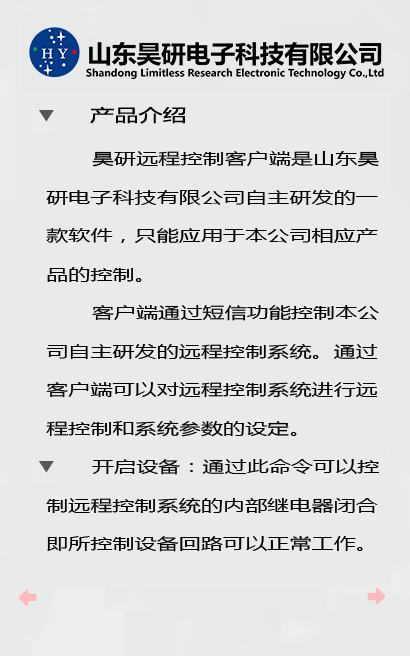 HY
山东昊研电子科技有限公司
Shandong Limitless Research Electronic Technology Co.,Ltd
产品介绍
昊研远程控制客户端是山东昊
研电子科技有限公司自主研发的一
款软件，只能应用于本公司相应产
品的控制。
客户端通过短信功能控制本公
司自主研发的远程控制系统。通过
客户端可以对远程控制系统进行远
程控制和系统参数的设定。
开启设备：通过此命令可以控
制远程控制系统的内部继电器闭合
即所控制设备回路可以正常工作。